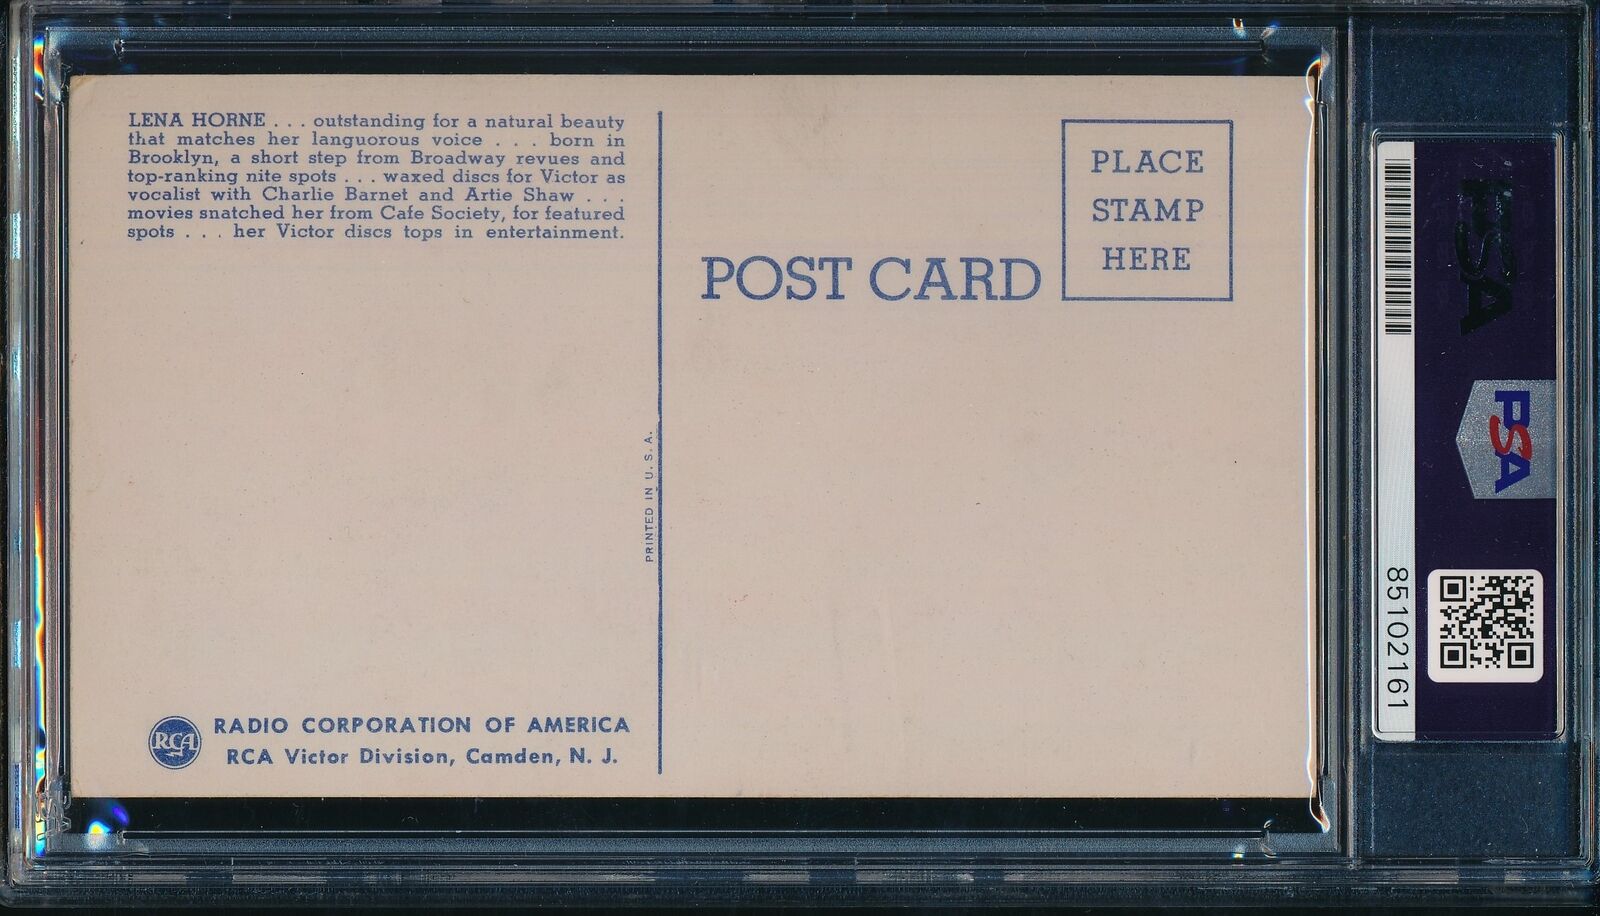 LENA HORNE . . . outstanding for a natural beauty
that matches her languorous voice . . . born in
Brooklyn, a short step from Broadway revues and
top-ranking nite spots . . . waxed discs for Victor as
vocalist with Charlie Barnet and Artie Shaw . . .
movies snatched her from Cafe Society, for featured
spots . . . her Victor discs tops in entertainment.
PRINTED IN U. S. A.
RCA
RADIO CORPORATION OF AMERICA
RCA Victor Division, Camden, N. J.
POST CARD
PLACE
STAMP
HERE
PSA
PSA
85102161